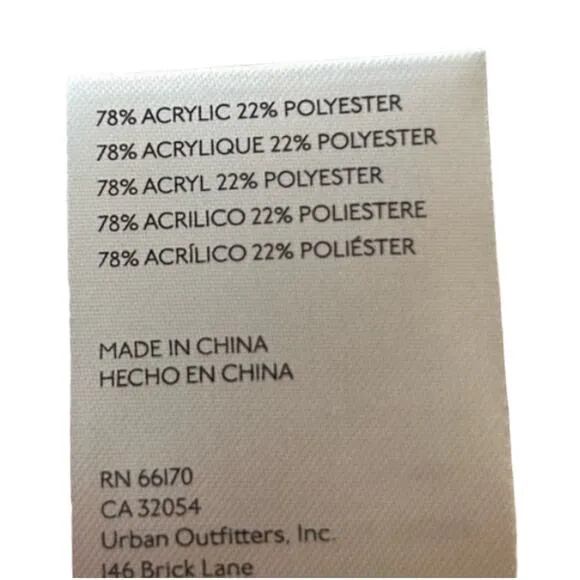 78% ACRYLIC 22% POLYESTER
78% ACRYLIQUE 22% POLYESTER
78% ACRYL 22% POLYESTER
78% ACRILICO 22% POLIESTERE
78% ACRÍLICO 22% POLIÉSTER
MADE IN CHINA
HECHO EN CHINA
RN 66170
CA 32054
Urban Outfitters, Inc.
146 Brick Lane